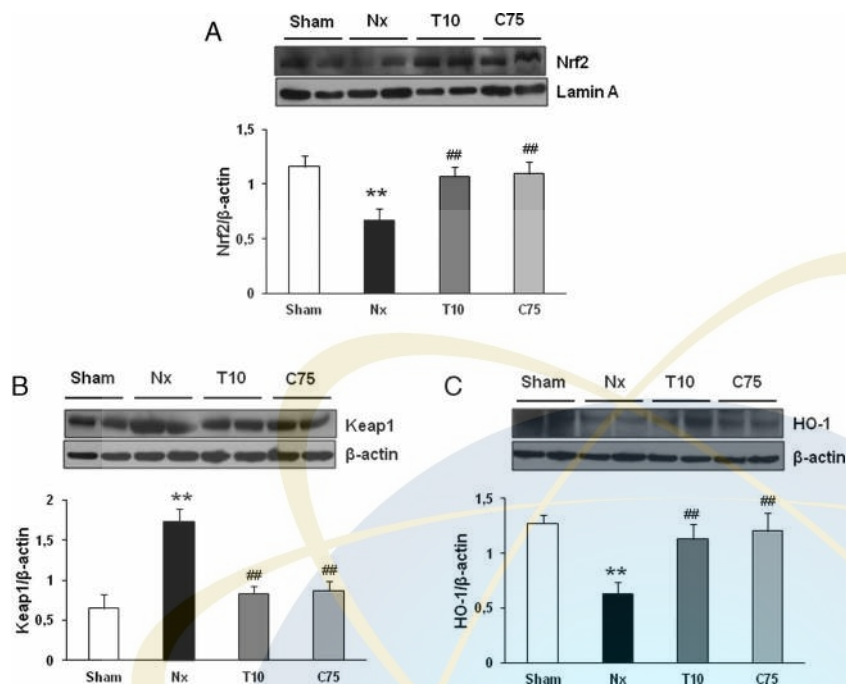 A
Sham Nx T10 C75
Nrf2
Lamin A
Nrf2/β-actin
1,5
1
0,5
0
**
##
##
Sham Nx T10 C75
B
Sham Nx T10 C75
Keap1
β-actin
Keap1/β-actin
2
1,5
1
0,5
0
**
##
##
Sham Nx T10 C75
C
Sham Nx T10 C75
HO-1
β-actin
HO-1/β-actin
1,5
1
0,5
0
**
##
##
Sham Nx T10 C75